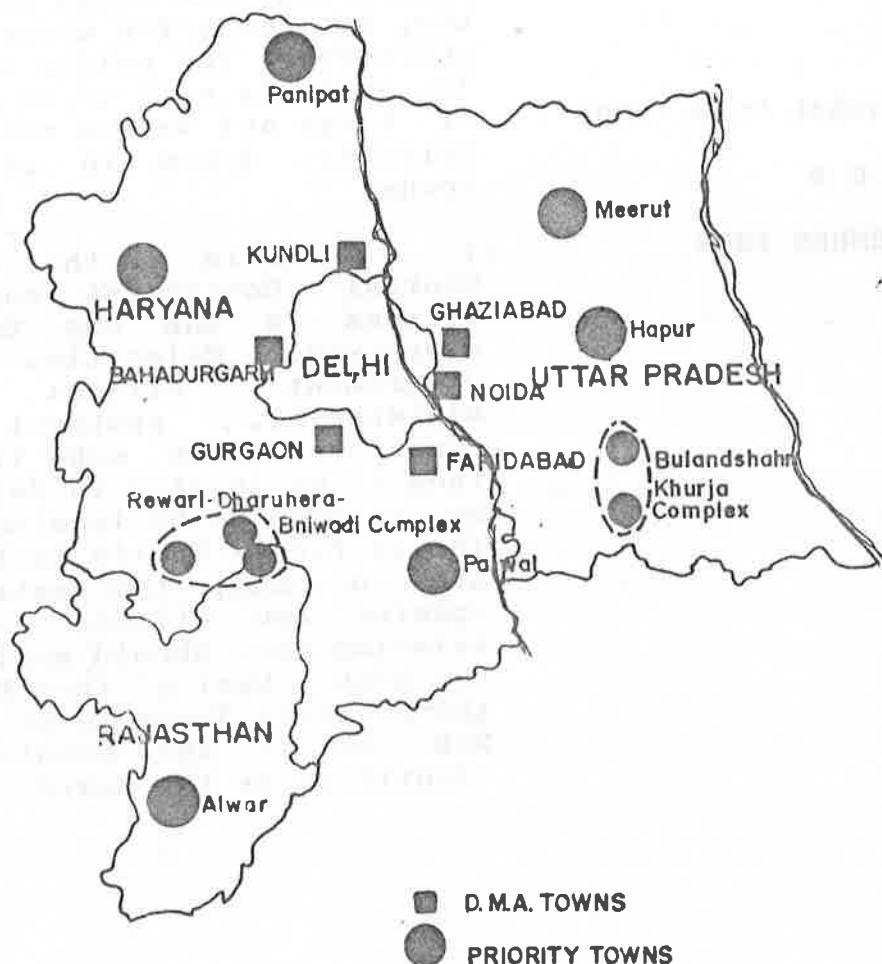 Panipat
Meerut
KUNDLI
HARYANA
GHAZIABAD
Hapur
BAHADURGARH
DELHI
NOIDA
UTTAR PRADESH
GURGAON
FARIDABAD
Bulandshahr
Khurja
Complex
Rewari-Dharuhera-
Bniwadi Complex
Palwal
RAJASTHAN
Alwar
D.M.A. TOWNS
PRIORITY TOWNS